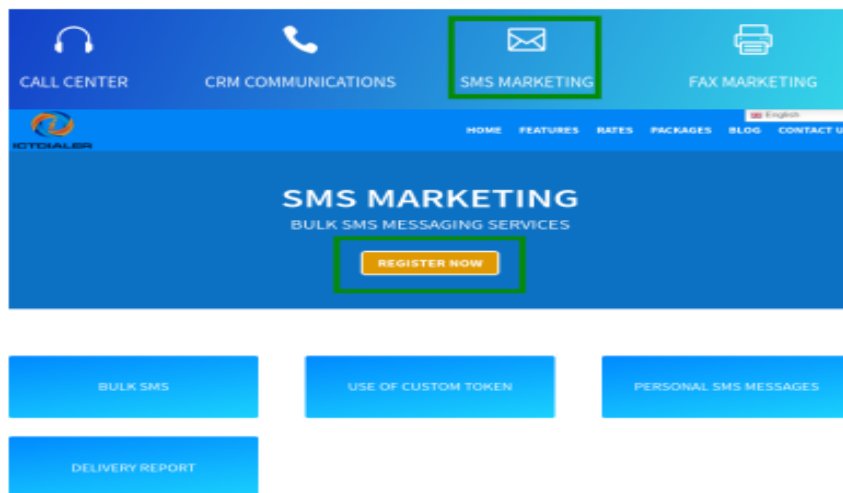 CALL CENTER CRM COMMUNICATIONS SMS MARKETING FAX MARKETING
English
ICTDIALER HOME FEATURES RATES PACKAGES BLOG CONTACT U
SMS MARKETING
BULK SMS MESSAGING SERVICES
REGISTER NOW
BULK SMS USE OF CUSTOM TOKEN PERSONAL SMS MESSAGES
DELIVERY REPORT